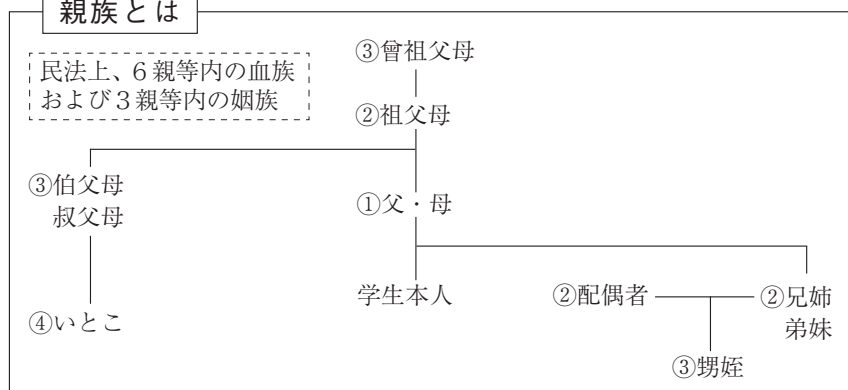 親族とは
民法上、6親等内の血族
および3親等内の姻族
③曾祖父母
②祖父母
③伯父母
叔父母
①父・母
学生本人
②配偶者
②兄姉
弟妹
④いとこ
③甥姪